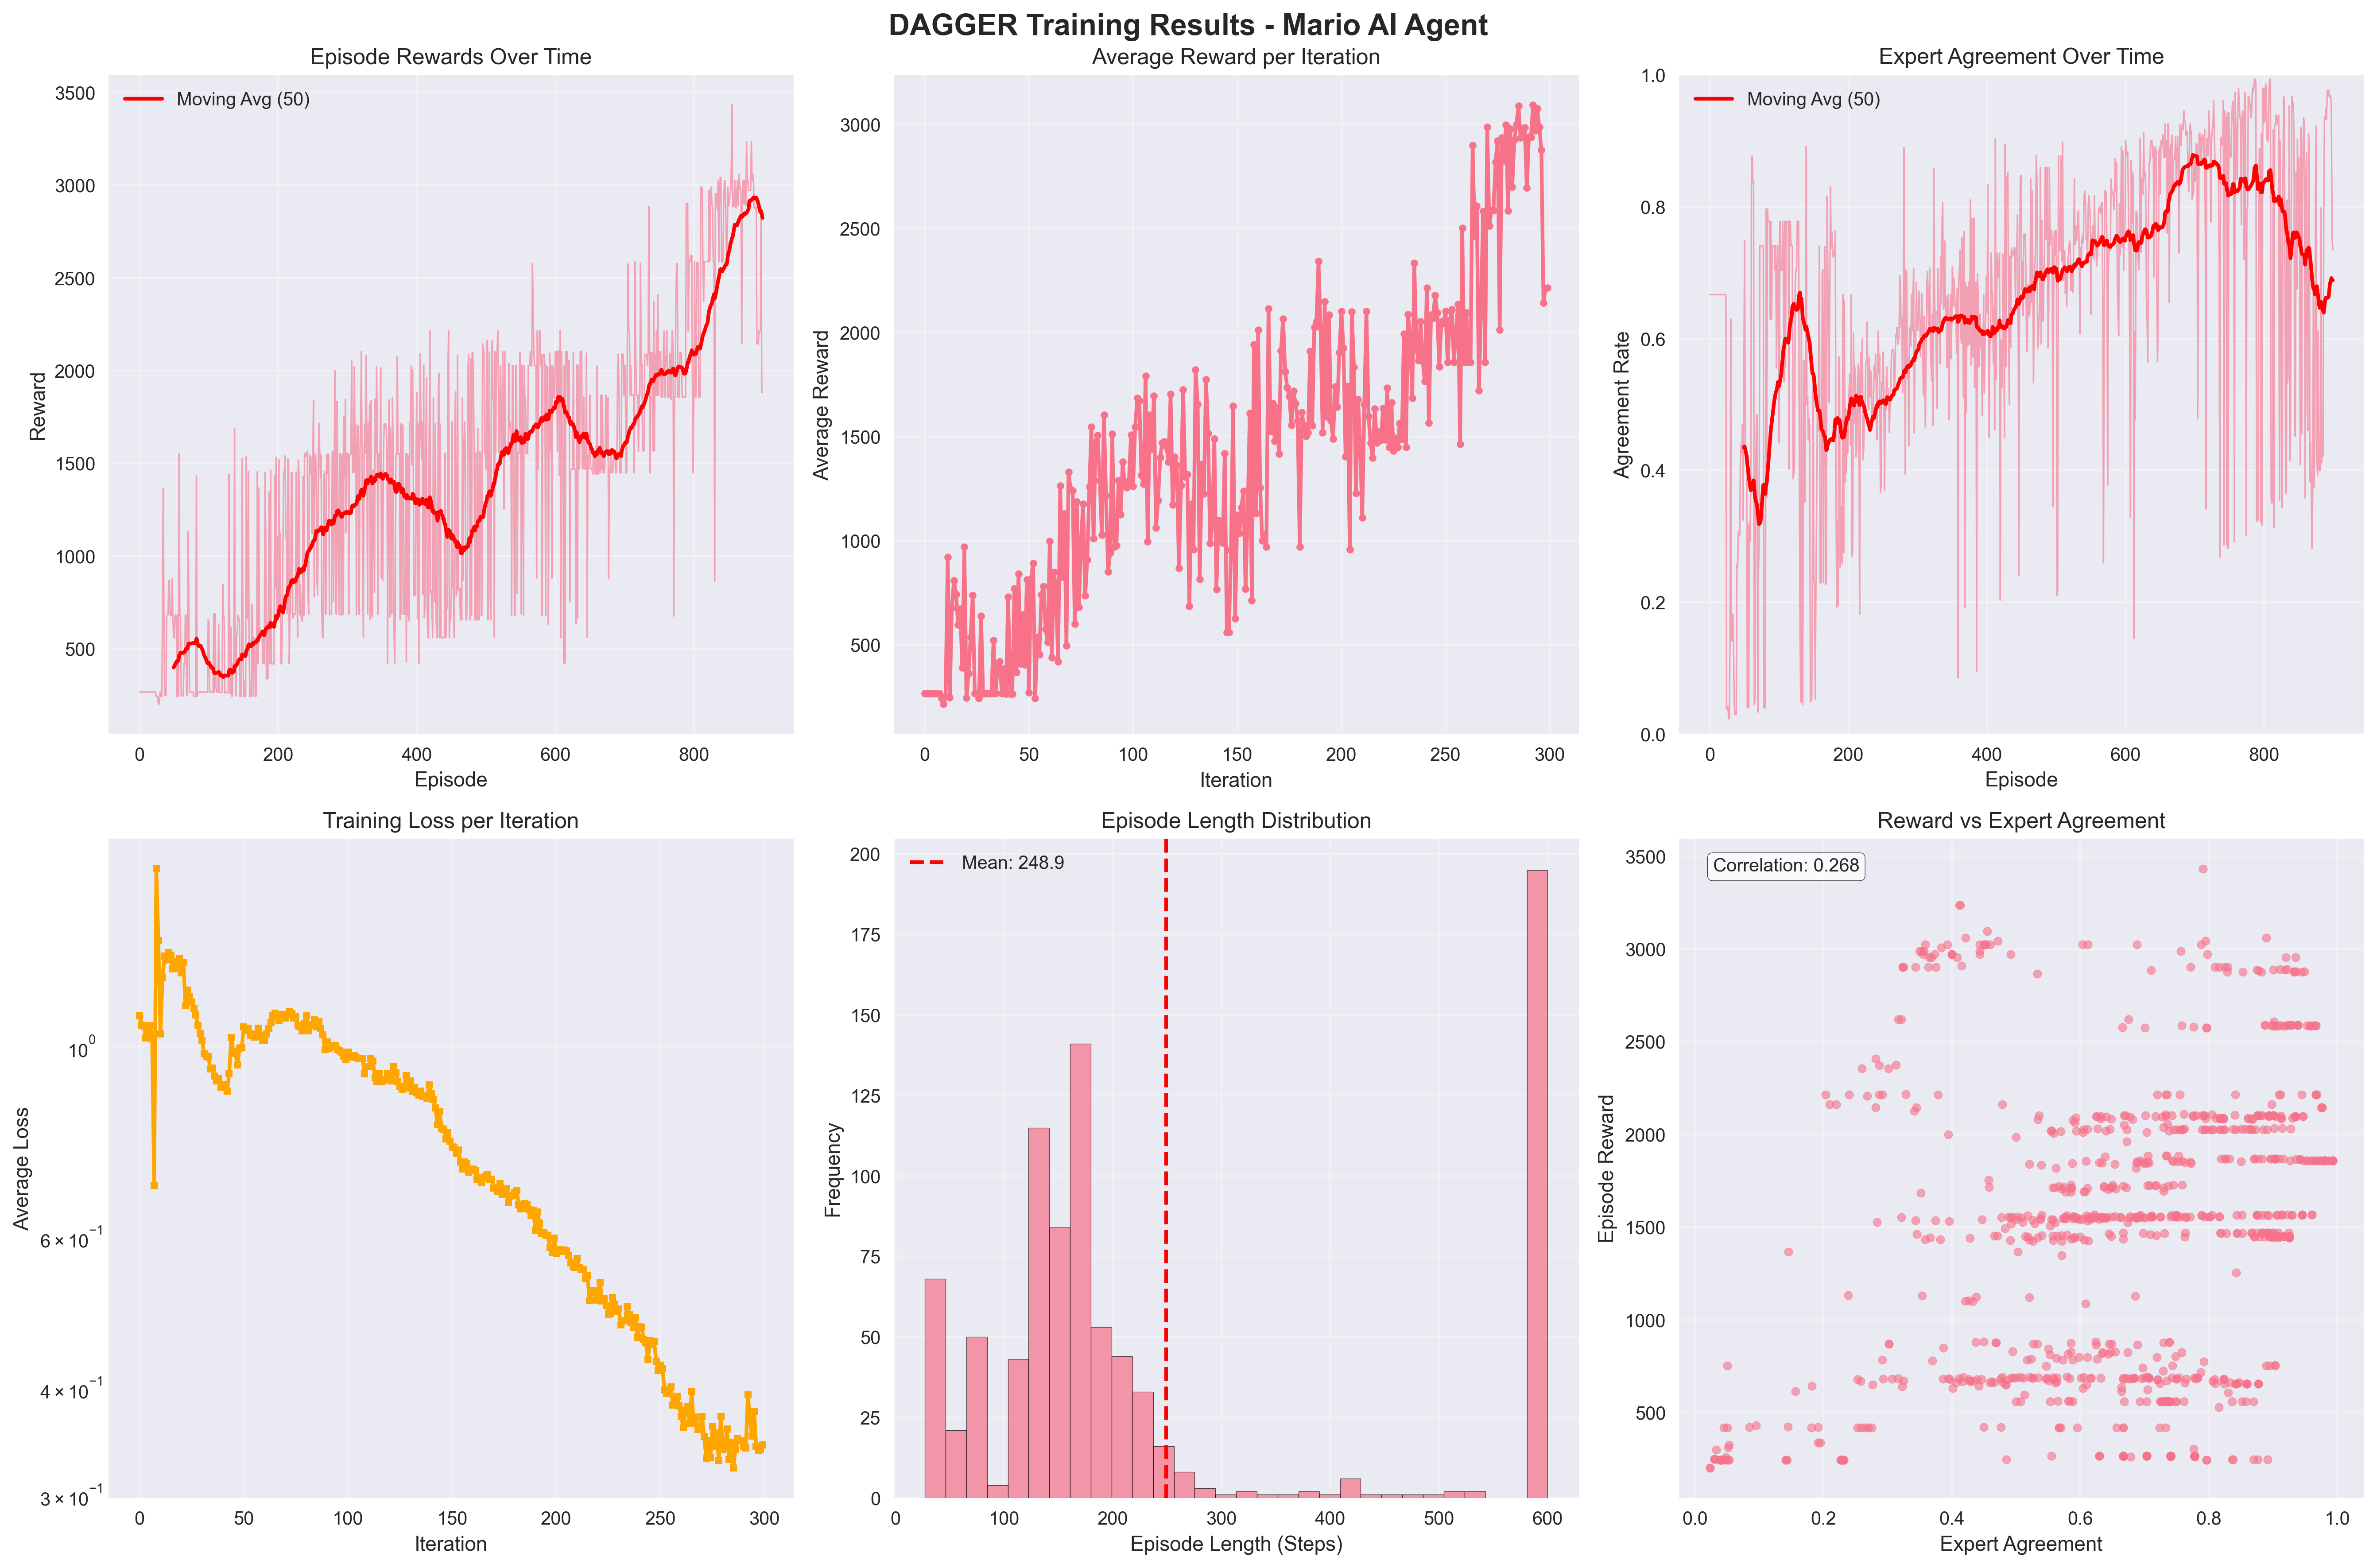 DAGGER Training Results - Mario AI Agent
Episode Rewards Over Time
Moving Avg (50)
3500
3000
2500
2000
1500
1000
500
Reward
0 200 400 600 800
Episode
Average Reward per Iteration
3000
2500
2000
1500
1000
500
Average Reward
0 50 100 150 200 250 300
Iteration
Expert Agreement Over Time
Moving Avg (50)
1.0
0.8
0.6
0.4
0.2
0.0
Agreement Rate
0 200 400 600 800
Episode
Training Loss per Iteration
10⁰
6 × 10⁻¹
4 × 10⁻¹
3 × 10⁻¹
Average Loss
0 50 100 150 200 250 300
Iteration
Episode Length Distribution
Mean: 248.9
200
175
150
125
100
75
50
25
0
Frequency
0 100 200 300 400 500 600
Episode Length (Steps)
Reward vs Expert Agreement
Correlation: 0.268
3500
3000
2500
2000
1500
1000
500
Episode Reward
0.0 0.2 0.4 0.6 0.8 1.0
Expert Agreement